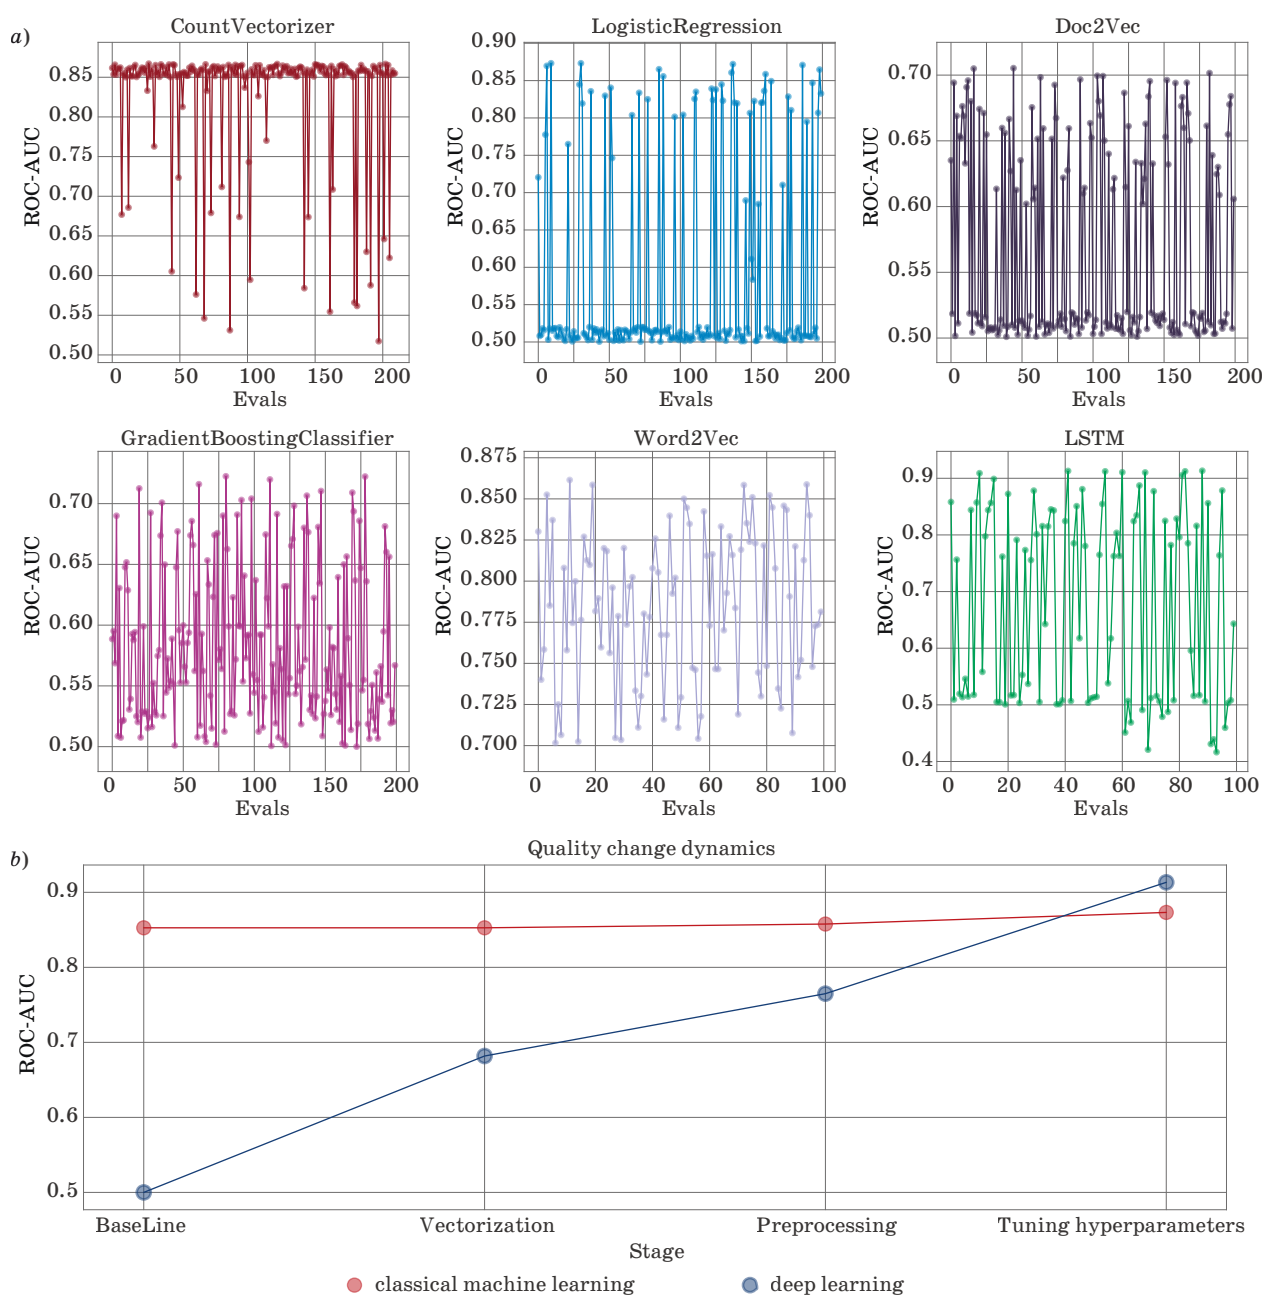 a)
CountVectorizer
LogisticRegression
Doc2Vec
ROC-AUC
0.85
0.80
0.75
0.70
0.65
0.60
0.55
0.50
0 50 100 150 200
Evals
ROC-AUC
0.90
0.85
0.80
0.75
0.70
0.65
0.60
0.55
0.50
0 50 100 150 200
Evals
ROC-AUC
0.70
0.65
0.60
0.55
0.50
0 50 100 150 200
Evals
GradientBoostingClassifier
Word2Vec
LSTM
ROC-AUC
0.70
0.65
0.60
0.55
0.50
0 50 100 150 200
Evals
ROC-AUC
0.875
0.850
0.825
0.800
0.775
0.750
0.725
0.700
0 20 40 60 80 100
Evals
ROC-AUC
0.9
0.8
0.7
0.6
0.5
0.4
0 20 40 60 80 100
Evals
b)
Quality change dynamics
ROC-AUC
0.9
0.8
0.7
0.6
0.5
BaseLine Vectorization Preprocessing Tuning hyperparameters
Stage
classical machine learning deep learning